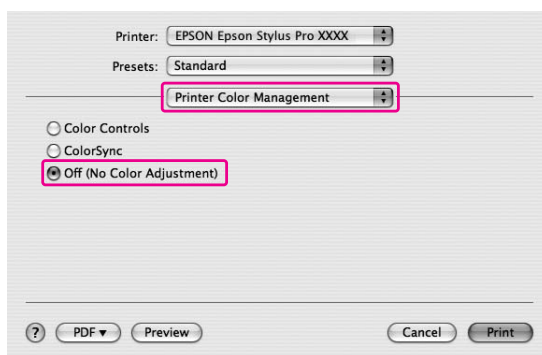 Printer: EPSON Epson Stylus Pro XXXX
Presets: Standard
Printer Color Management
Color Controls
ColorSync
Off (No Color Adjustment)
? PDF▼ Preview Cancel Print